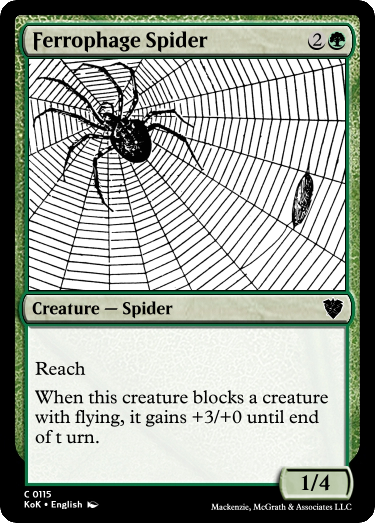 Ferrophage Spider 2
Creature — Spider
Reach
When this creature blocks a creature
with flying, it gains +3/+0 until end
of t urn.
1/4
C 0115
KoK • English
Mackenzie, McGrath & Associates LLC